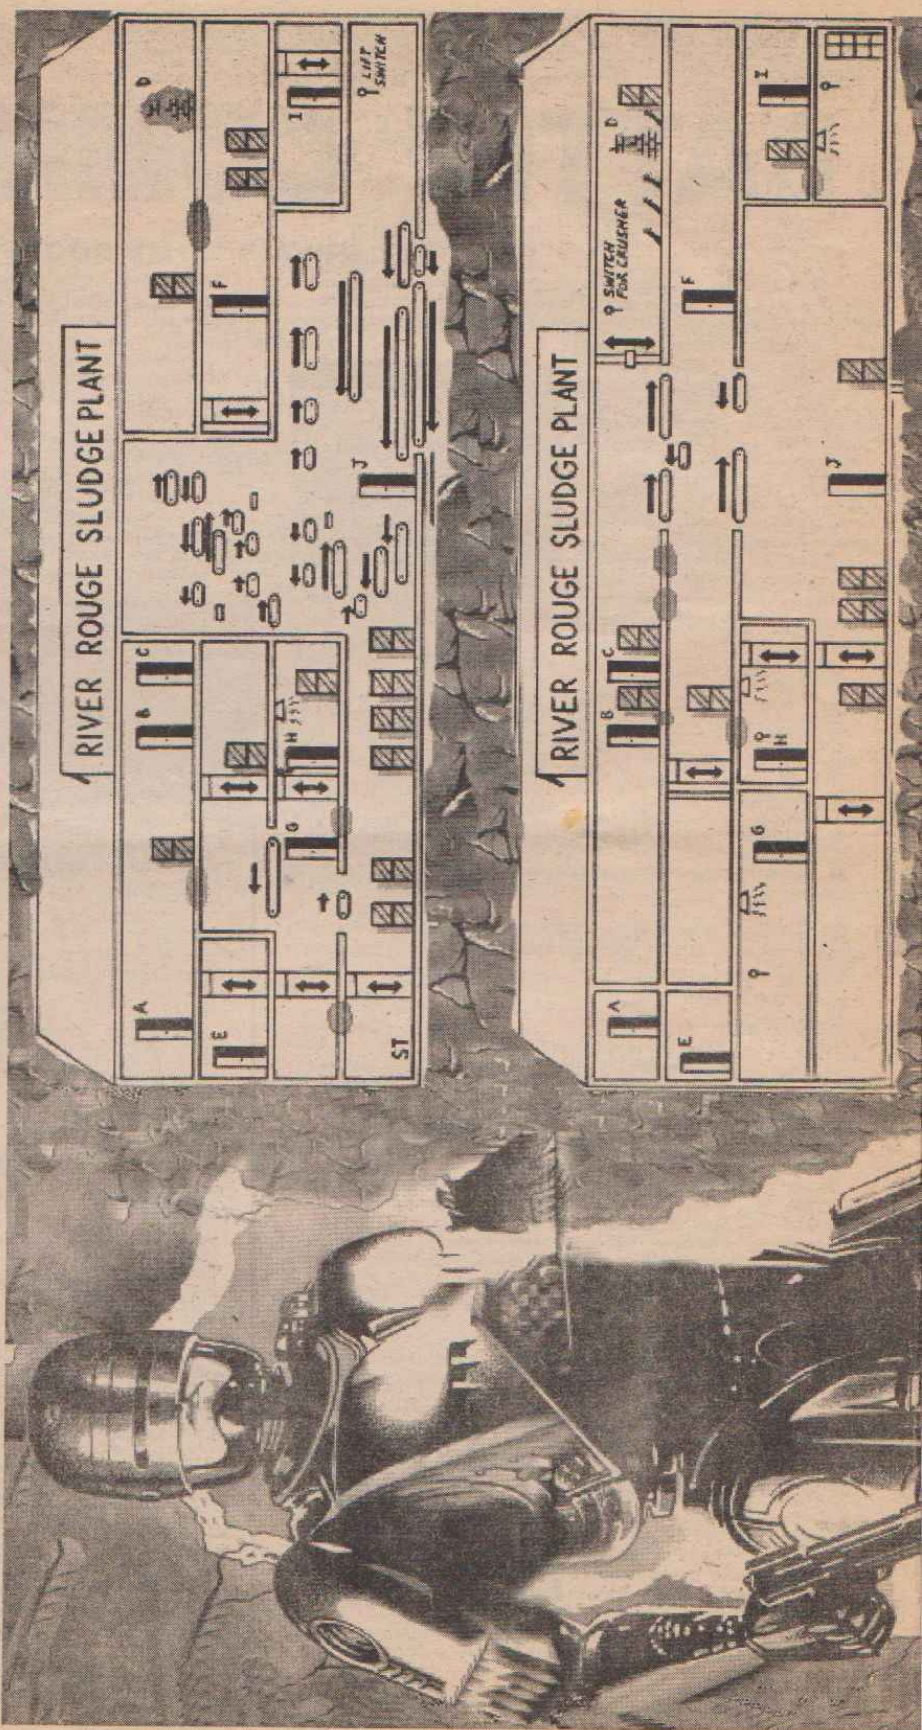 RIVER ROUGE SLUDGE PLANT
A B C D
E F
G H I
J LIFT
SWITCH
ST
RIVER ROUGE SLUDGE PLANT
A B C SWITCH D
FOR CRUSHER
E F
G H I
J